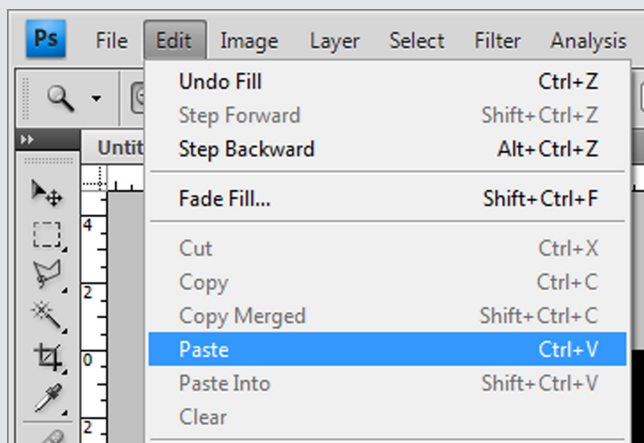 Ps File Edit Image Layer Select Filter Analysis
Undo Fill Ctrl+Z
Step Forward Shift+Ctrl+Z
Untit
Step Backward Alt+Ctrl+Z
Fade Fill... Shift+Ctrl+F
4
Cut Ctrl+X
Copy Ctrl+C
2
Copy Merged Shift+Ctrl+C
Paste Ctrl+V
0
Paste Into Shift+Ctrl+V
Clear
2